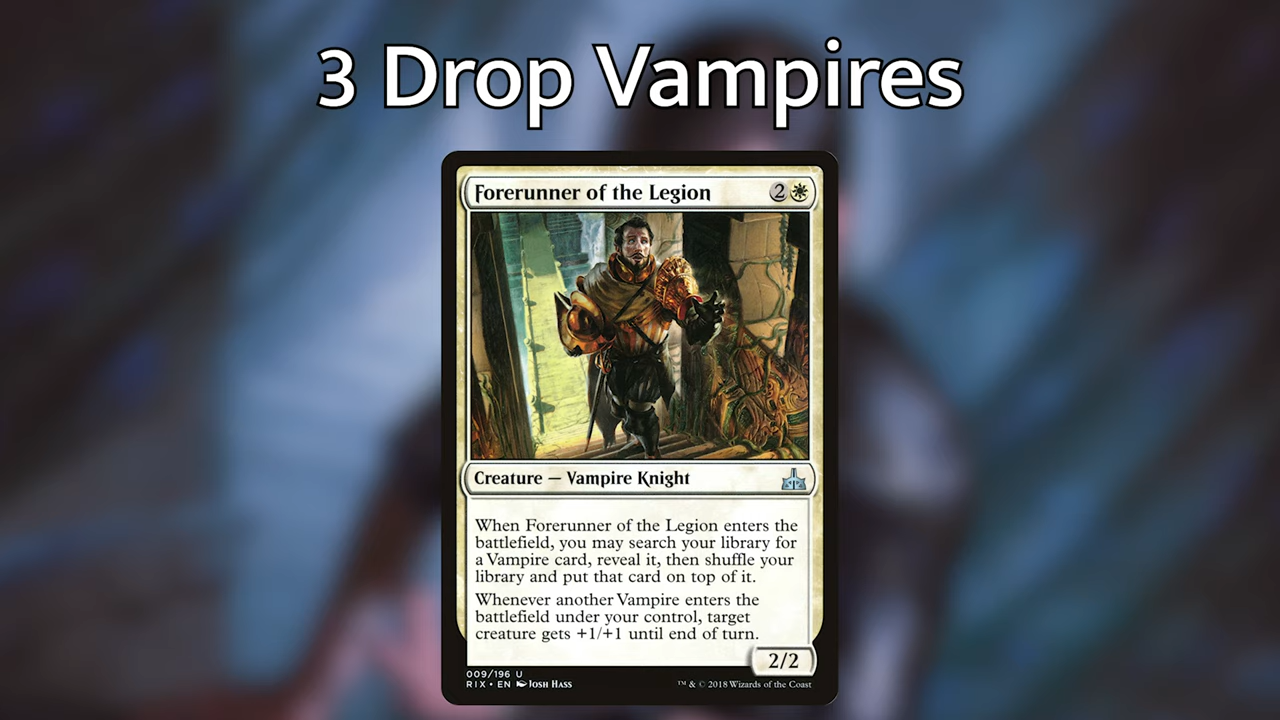 3 Drop Vampires
Forerunner of the Legion 2
Creature — Vampire Knight
When Forerunner of the Legion enters the
battlefield, you may search your library for
a Vampire card, reveal it, then shuffle your
library and put that card on top of it.
Whenever another Vampire enters the
battlefield under your control, target
creature gets +1/+1 until end of turn.
2/2
009/196 U
RIX • EN Josh Hass
™ & © 2018 Wizards of the Coast